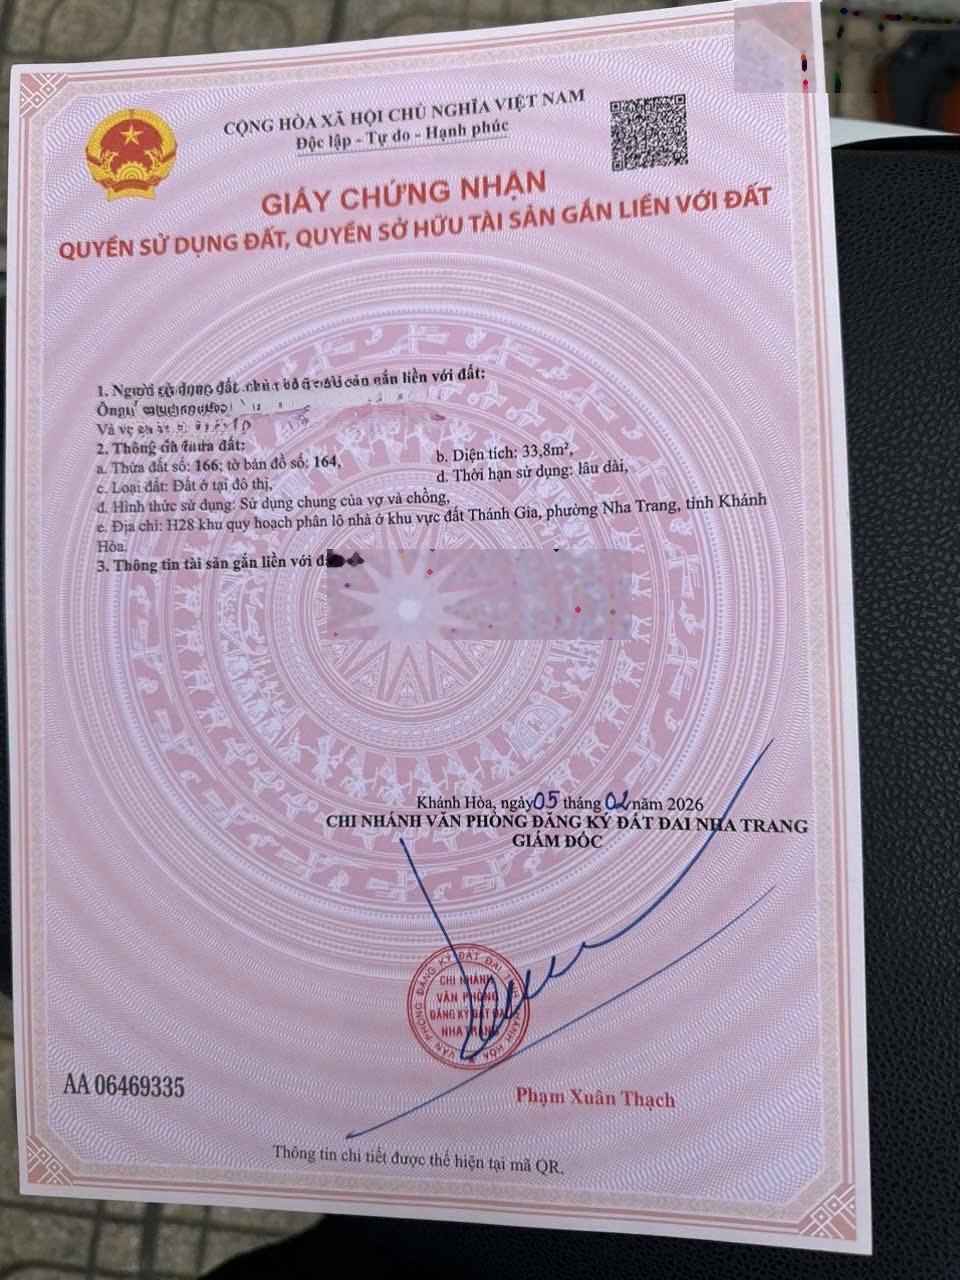 CỘNG HÒA XÃ HỘI CHỦ NGHĨA VIỆT NAM
Độc lập - Tự do - Hạnh phúc
GIẤY CHỨNG NHẬN
QUYỀN SỬ DỤNG ĐẤT, QUYỀN SỞ HỮU TÀI SẢN GẮN LIỀN VỚI ĐẤT
1. Người sử dụng đất, gắn liền với đất:
Và vợ
2. Thông tin thửa đất:
a. Thửa đất số: 166; tờ bản đồ số: 164,
b. Diện tích: 33,8m²,
c. Loại đất: Đất ở tại đô thị,
d. Thời hạn sử dụng: lâu dài,
đ. Hình thức sử dụng: Sử dụng chung của vợ và chồng,
e. Địa chỉ: H28 khu quy hoạch phân lô nhà ở khu vực đất Thánh Gia, phường Nha Trang, tỉnh Khánh
Hòa.
3. Thông tin tài sản gắn liền với
Khánh Hòa, ngày 05 tháng 02 năm 2026
CHI NHÁNH VĂN PHÒNG ĐĂNG KÝ ĐẤT ĐAI NHA TRANG
GIÁM ĐỐC
VĂN PHÒNG ĐĂNG KÝ ĐẤT ĐAI TỈNH KHÁNH HÒA
CHI NHÁNH
VĂN PHÒNG
ĐĂNG KÝ ĐẤT ĐAI
NHA TRANG
AA 06469335
Phạm Xuân Thạch
Thông tin chi tiết được thể hiện tại mã QR.